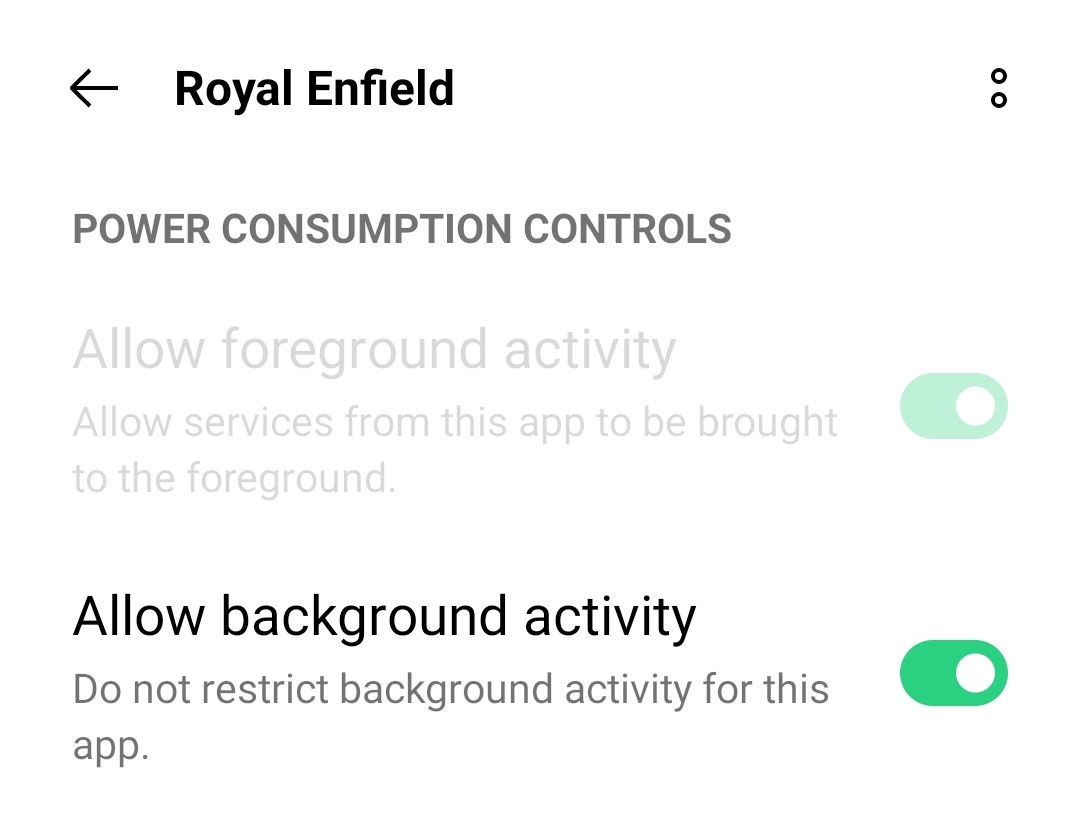 Royal Enfield
POWER CONSUMPTION CONTROLS
Allow foreground activity
Allow services from this app to be brought
to the foreground.
Allow background activity
Do not restrict background activity for this
app.